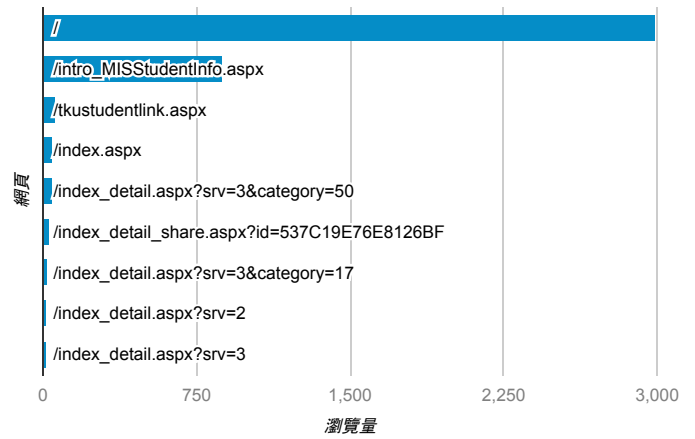 /
/intro_MISStudentInfo.aspx
/tkustudentlink.aspx
/index.aspx
/index_detail.aspx?srv=3&category=50
/index_detail_share.aspx?id=537C19E76E8126BF
/index_detail.aspx?srv=3&category=17
/index_detail.aspx?srv=2
/index_detail.aspx?srv=3
網頁
0 750 1,500 2,250 3,000
瀏覽量